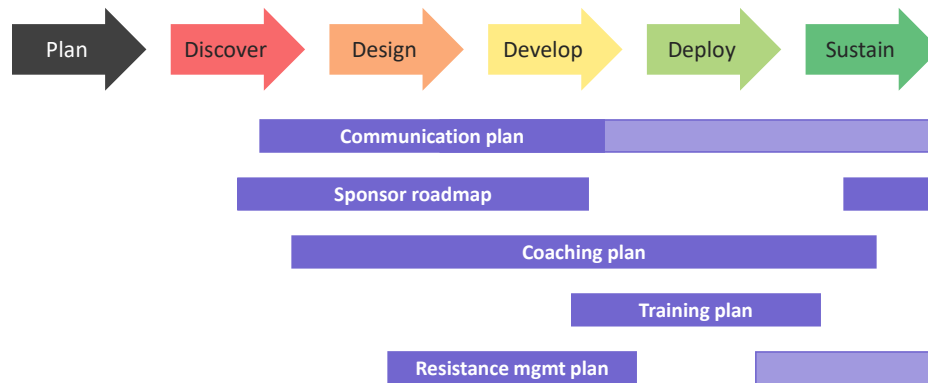 Plan
Discover
Design
Develop
Deploy
Sustain
Communication plan
Sponsor roadmap
Coaching plan
Training plan
Resistance mgmt plan